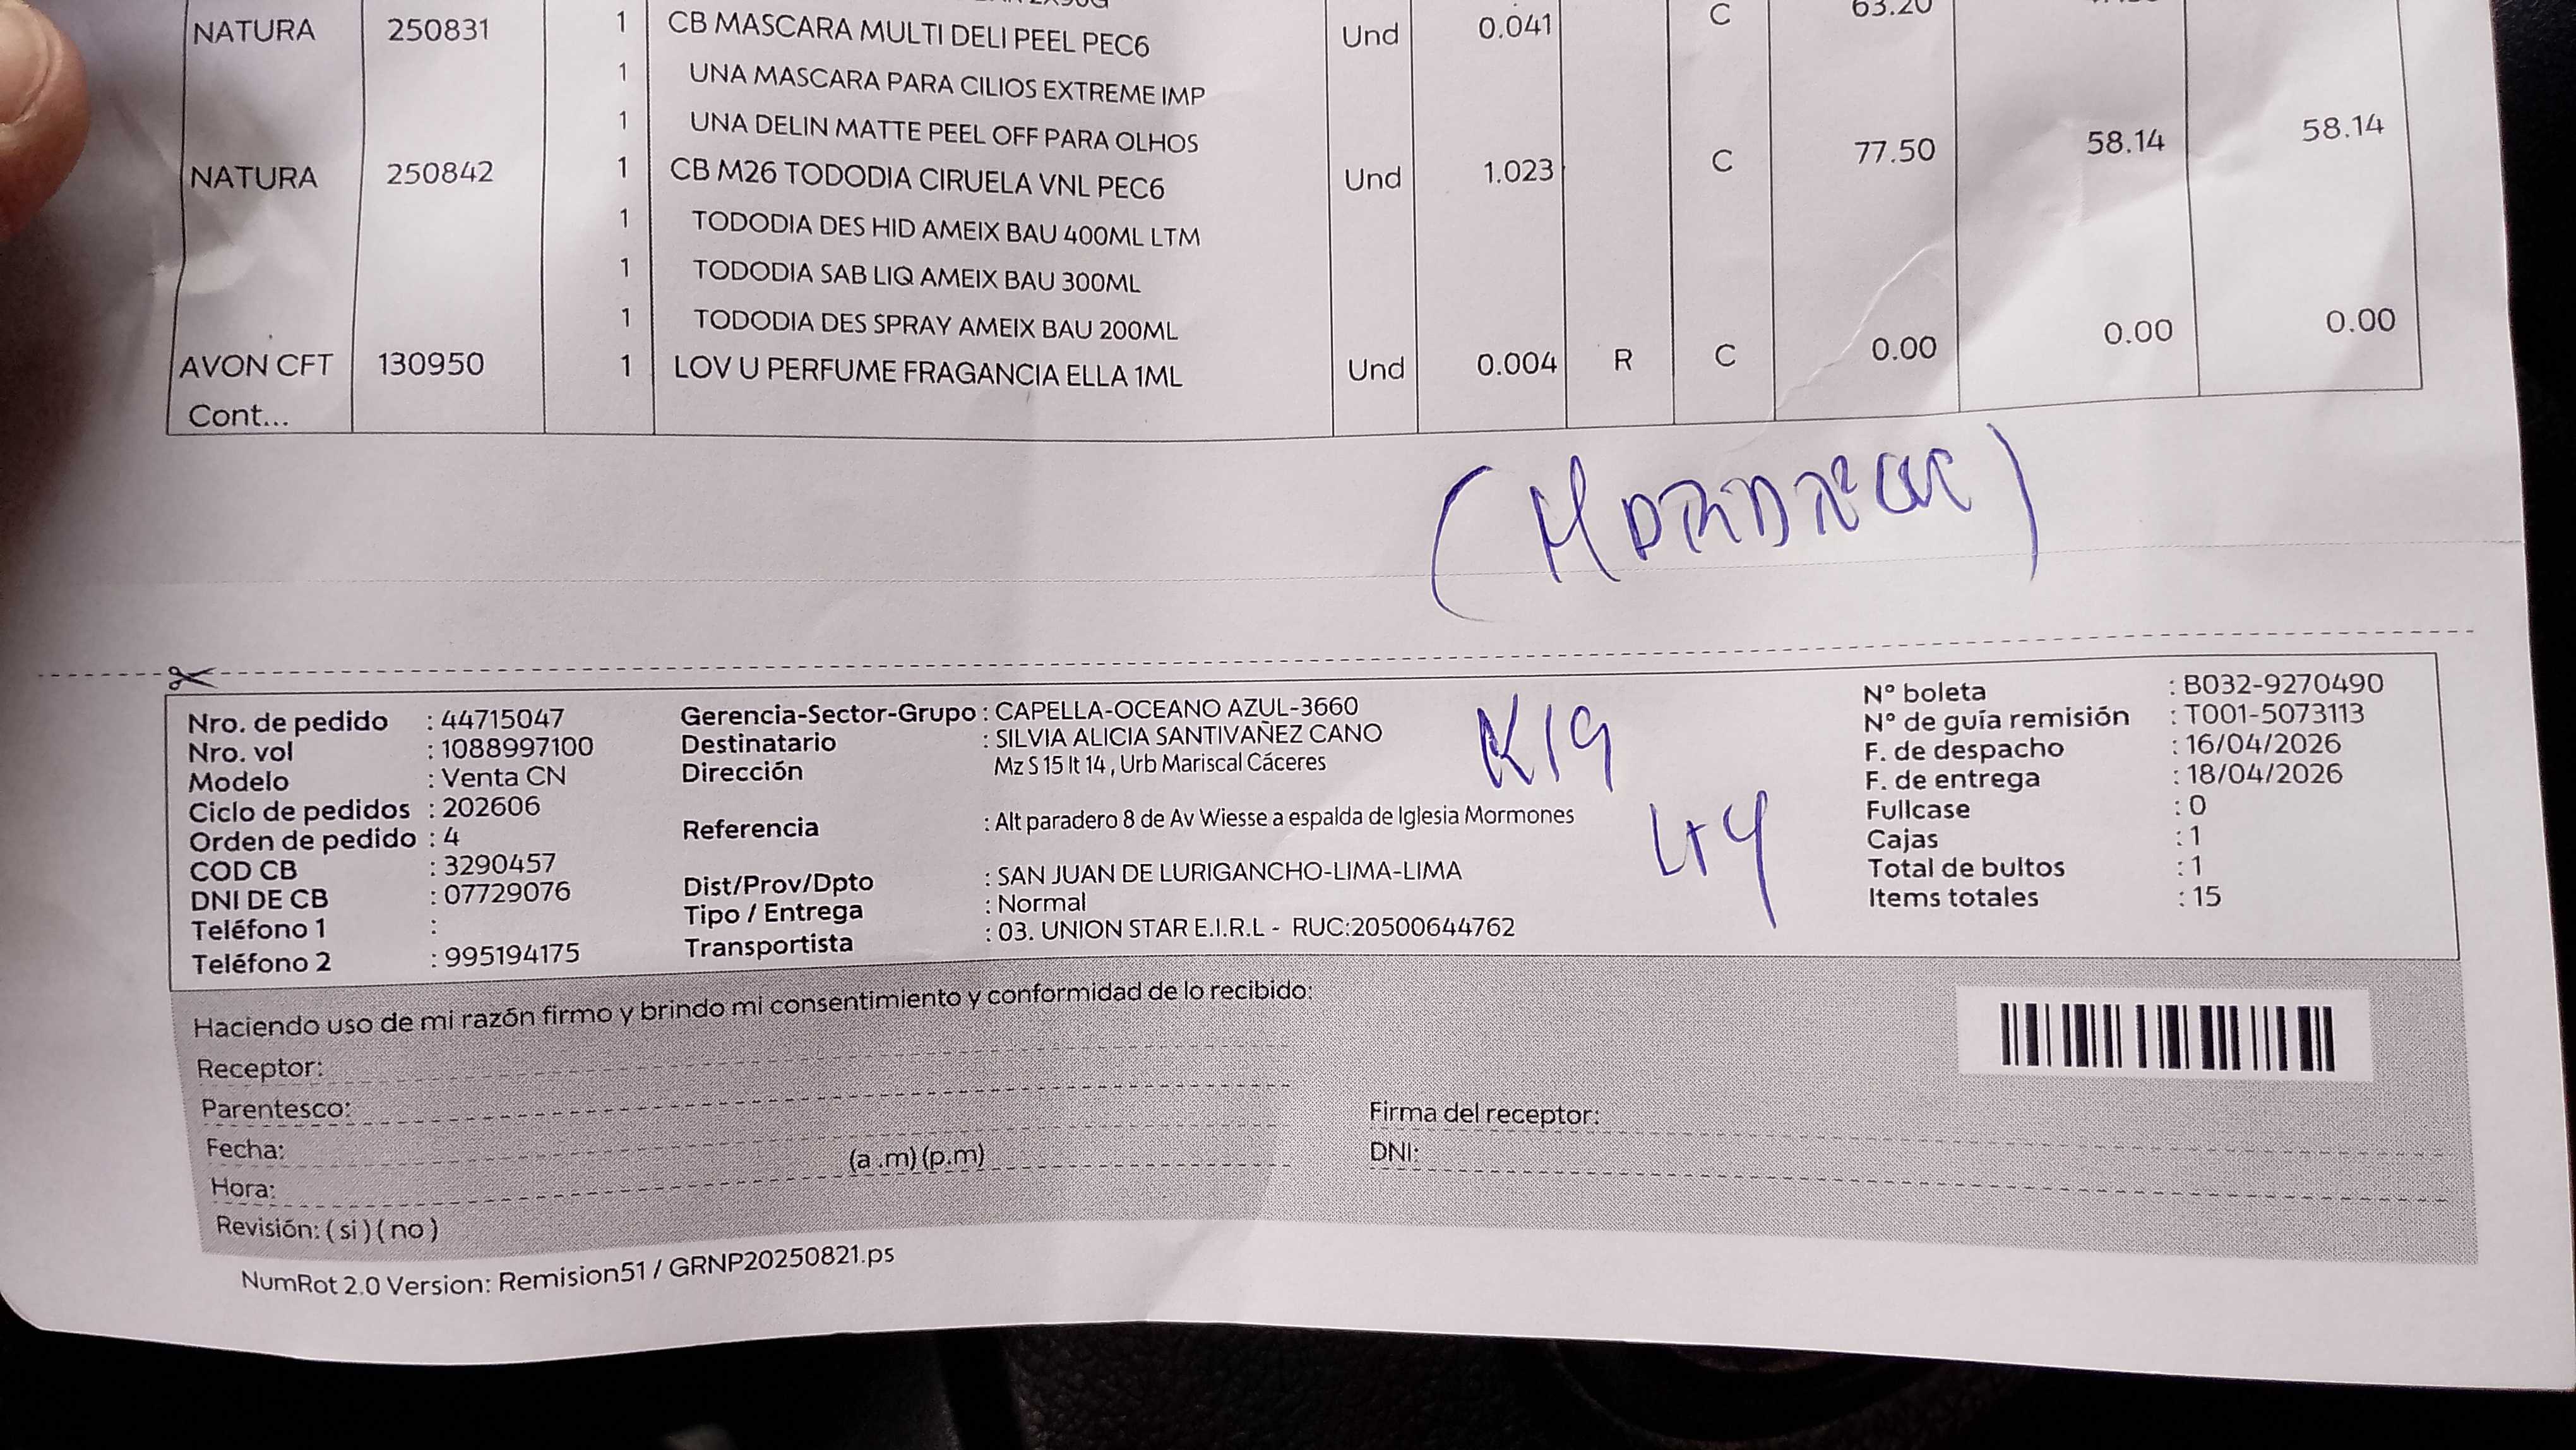 NATURA 250831 1 CB MASCARA MULTI DELI PEEL PEC6 Und 0.041 C 63.20
1 UNA MASCARA PARA CILIOS EXTREME IMP
1 UNA DELIN MATTE PEEL OFF PARA OLHOS
NATURA 250842 1 CB M26 TODODIA CIRUELA VNL PEC6 Und 1.023 C 77.50 58.14 58.14
1 TODODIA DES HID AMEIX BAU 400ML LTM
1 TODODIA SAB LIQ AMEIX BAU 300ML
1 TODODIA DES SPRAY AMEIX BAU 200ML
AVON CFT 130950 1 LOV U PERFUME FRAGANCIA ELLA 1ML Und 0.004 R C 0.00 0.00 0.00
Cont...
Nro. de pedido : 44715047
Nro. vol : 1088997100
Modelo : Venta CN
Ciclo de pedidos : 202606
Orden de pedido : 4
COD CB : 3290457
DNI DE CB : 07729076
Teléfono 1 :
Teléfono 2 : 995194175
Gerencia-Sector-Grupo : CAPELLA-OCEANO AZUL-3660
Destinatario : SILVIA ALICIA SANTIVAÑEZ CANO
Dirección Mz S 15 lt 14 , Urb Mariscal Cáceres
Referencia : Alt paradero 8 de Av Wiesse a espalda de Iglesia Mormones
Dist/Prov/Dpto : SAN JUAN DE LURIGANCHO-LIMA-LIMA
Tipo / Entrega : Normal
Transportista : 03. UNION STAR E.I.R.L - RUC:20500644762
K19
Lt4
N° boleta : B032-9270490
N° de guía remisión : T001-5073113
F. de despacho : 16/04/2026
F. de entrega : 18/04/2026
Fullcase : 0
Cajas : 1
Total de bultos : 1
Items totales : 15
Haciendo uso de mi razón firmo y brindo mi consentimiento y conformidad de lo recibido:
Receptor:
Parentesco:
Fecha:
(a .m) (p.m)
Hora:
Revisión: ( si ) ( no )
Firma del receptor:
DNI:
NumRot 2.0 Version: Remision51 / GRNP20250821.ps